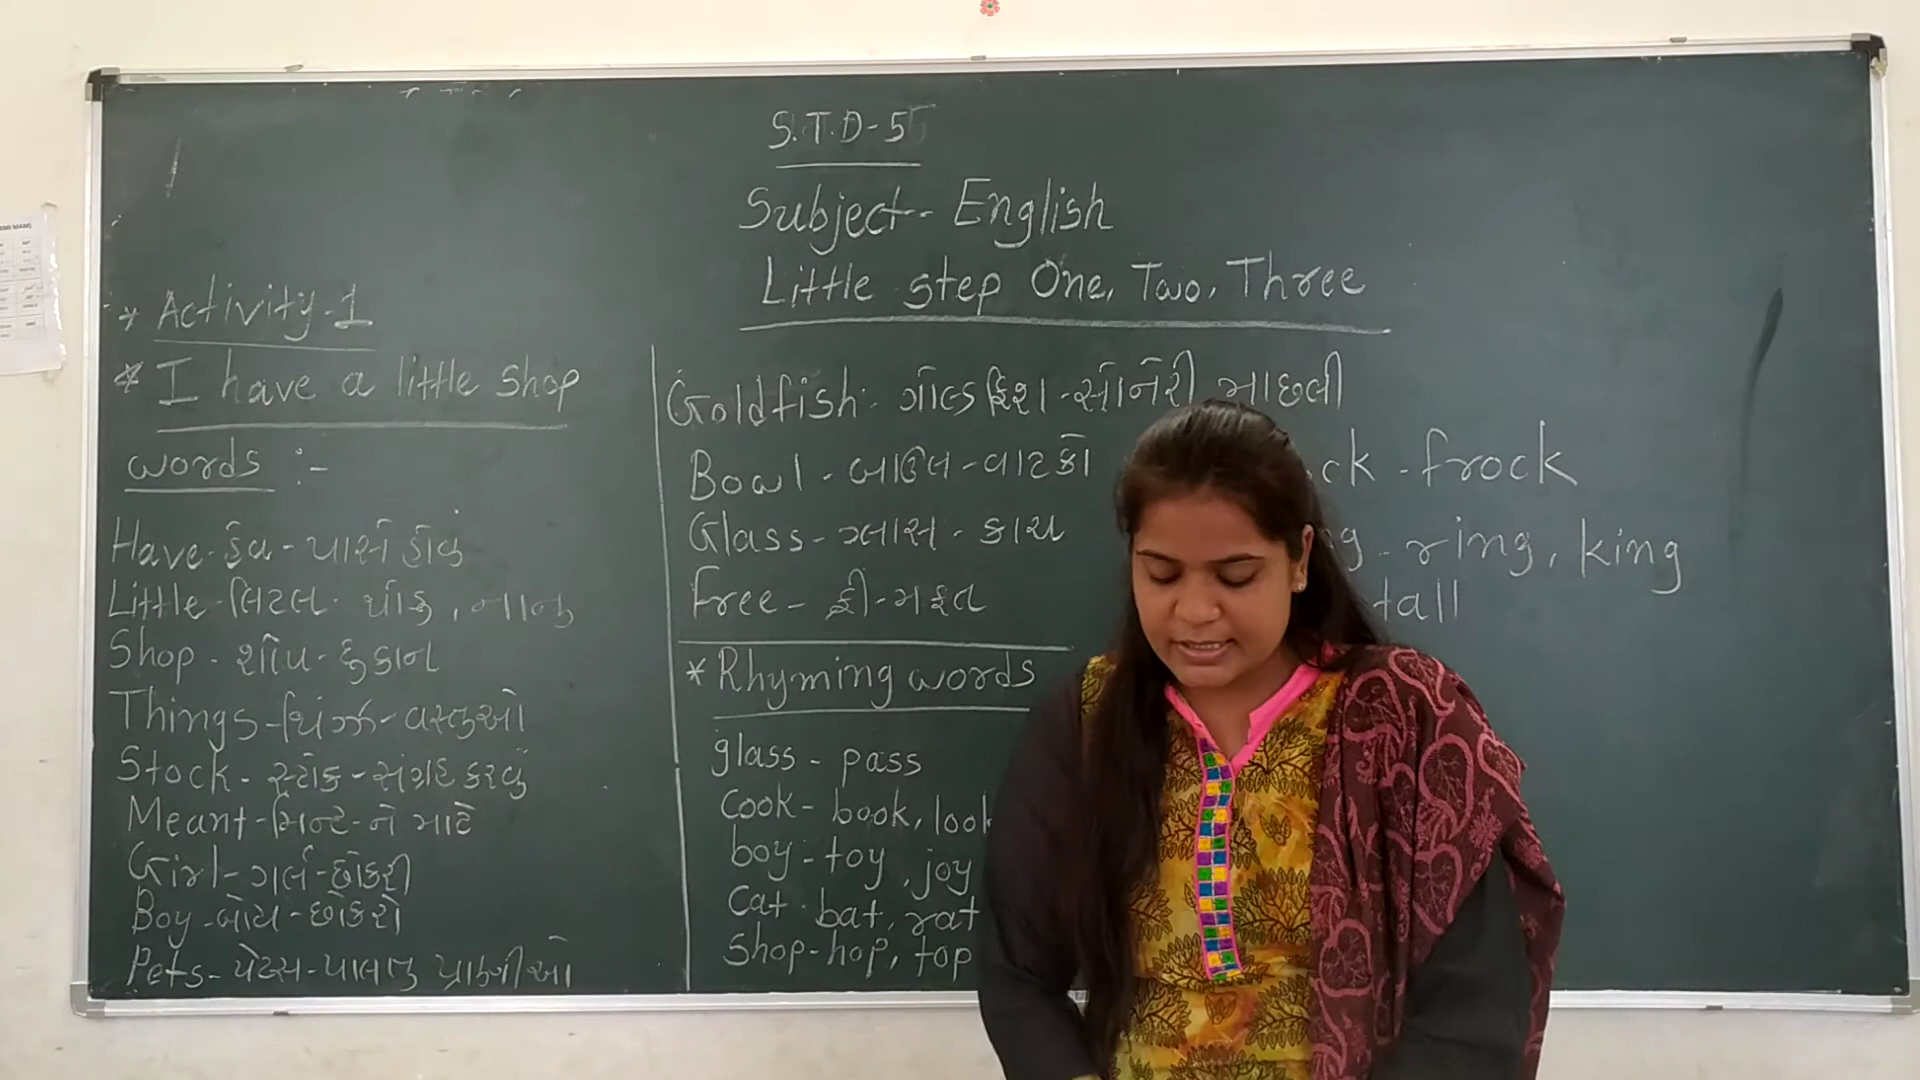 S.T.D-5
Subject - English
Little step One, Two, Three
* Activity-1
* I have a little shop
words :-
Have - હેવ - પાસે હોવું
Little - લિટલ - થોડુ, નાનુ
Shop - શોપ - દુકાન
Things - થિંગ્ઝ - વસ્તુઓ
Stock - સ્ટોક - સંગ્રહ કરવું
Meant - મિન્ટ - ને માટે
Girl - ગર્લ - છોકરી
Boy - બોય - છોકરો
Pets - પેટ્સ - પાલતુ પ્રાણીઓ
Goldfish - ગોલ્ડફિશ - સોનેરી માછલી
Bowl - બાઉલ - વાટકો
Glass - ગ્લાસ - કાચ
Free - ફ્રી - મફત
* Rhyming words
glass - pass
Cook - book, look
boy - toy, joy
Cat - bat, rat
Shop - hop, top
ck - frock
g - ring, king
tall